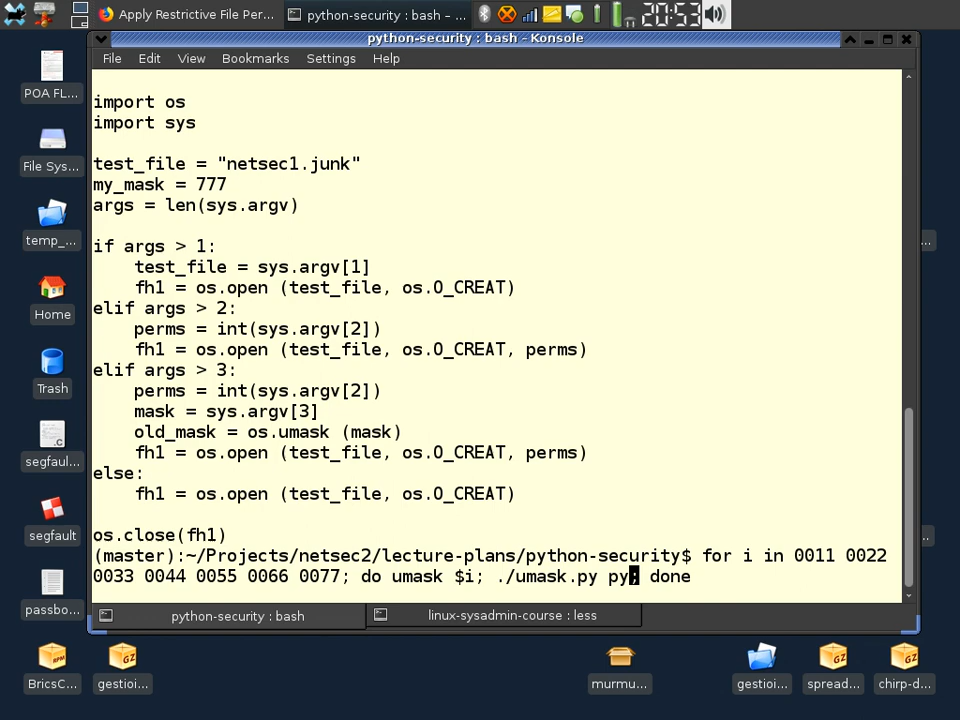 Apply Restrictive File Per...
python-security : bash – ...
20:53
python-security : bash – Konsole
File Edit View Bookmarks Settings Help
import os
import sys
test_file = "netsec1.junk"
my_mask = 777
args = len(sys.argv)
if args > 1:
    test_file = sys.argv[1]
    fh1 = os.open (test_file, os.O_CREAT)
elif args > 2:
    perms = int(sys.argv[2])
    fh1 = os.open (test_file, os.O_CREAT, perms)
elif args > 3:
    perms = int(sys.argv[2])
    mask = sys.argv[3]
    old_mask = os.umask (mask)
    fh1 = os.open (test_file, os.O_CREAT, perms)
else:
    fh1 = os.open (test_file, os.O_CREAT)
os.close(fh1)
(master):~/Projects/netsec2/lecture-plans/python-security$ for i in 0011 0022
0033 0044 0055 0066 0077; do umask $i; ./umask.py py; done
python-security : bash
linux-sysadmin-course : less
POA FL...
File Sys...
temp_...
Home
Trash
.C
segfaul...
segfault
passbo...
RPM
BricsC...
GZ
gestioi...
murmu...
gestioi...
GZ
spread...
GZ
chirp-d...